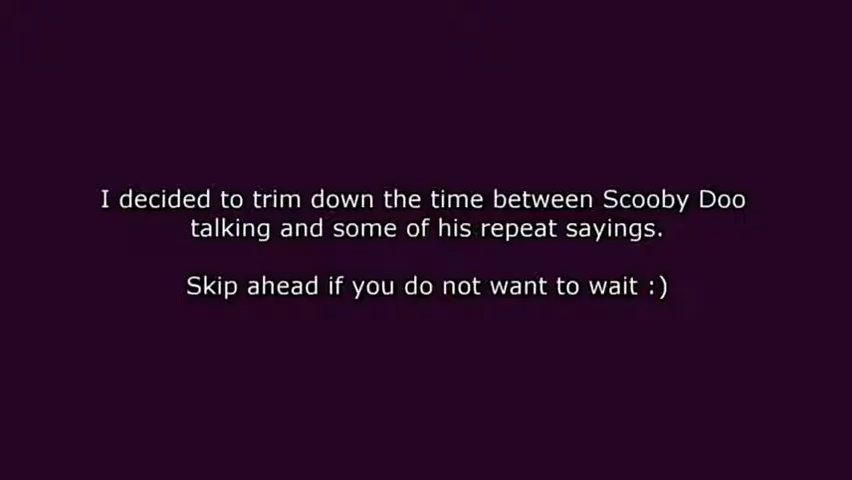 I decided to trim down the time between Scooby Doo
talking and some of his repeat sayings.
Skip ahead if you do not want to wait :)